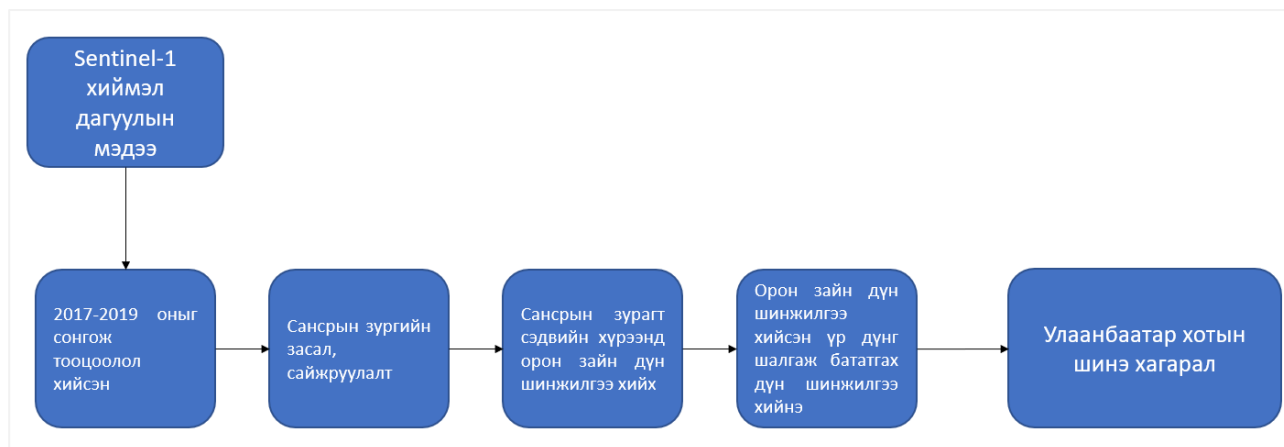 Sentinel-1
хиймэл
дагуулын
мэдээ
2017-2019 оныг
сонгож
тооцоолол
хийсэн
Сансрын зургийн
засал,
сайжруулалт
Сансрын зурагт
сэдвийн хүрээнд
орон зайн дүн
шинжилгээ хийх
Орон зайн дүн
шинжилгээ
хийсэн үр дүнг
шалгаж бататгах
дүн шинжилгээ
хийнэ
Улаанбаатар хотын
шинэ хагарал